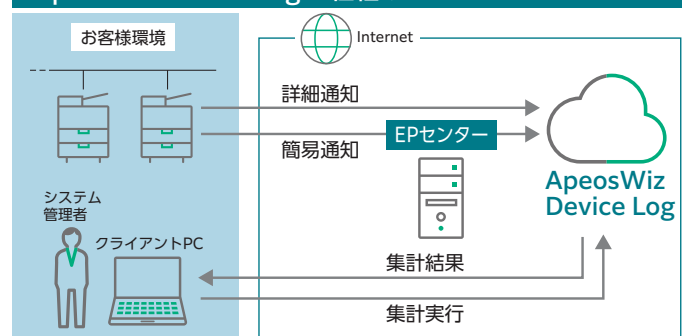 お客様環境
Internet
詳細通知
簡易通知
EPセンター
ApeosWiz
Device Log
システム
管理者
クライアントPC
集計結果
集計実行